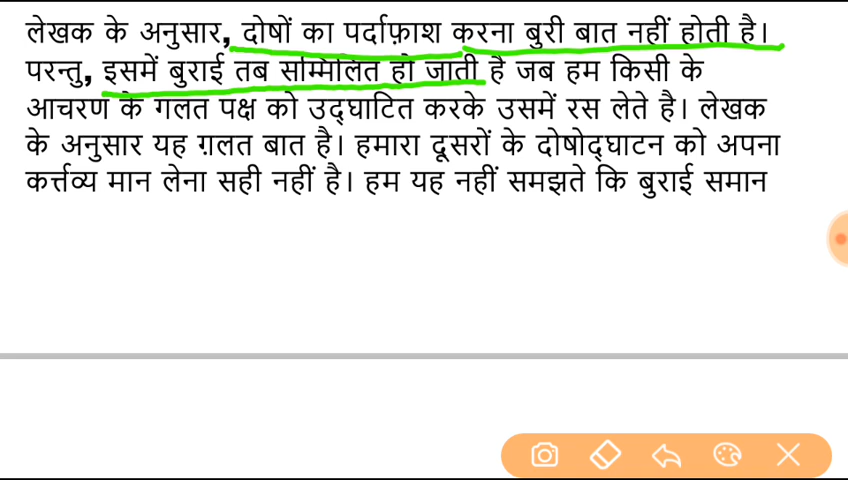 लेखक के अनुसार, दोषों का पर्दाफ़ाश करना बुरी बात नहीं होती है।
परन्तु, इसमें बुराई तब सम्मिलित हो जाती है जब हम किसी के
आचरण के गलत पक्ष को उद्घाटित करके उसमें रस लेते है। लेखक
के अनुसार यह ग़लत बात है। हमारा दूसरों के दोषोद्घाटन को अपना
कर्त्तव्य मान लेना सही नहीं है। हम यह नहीं समझते कि बुराई समान